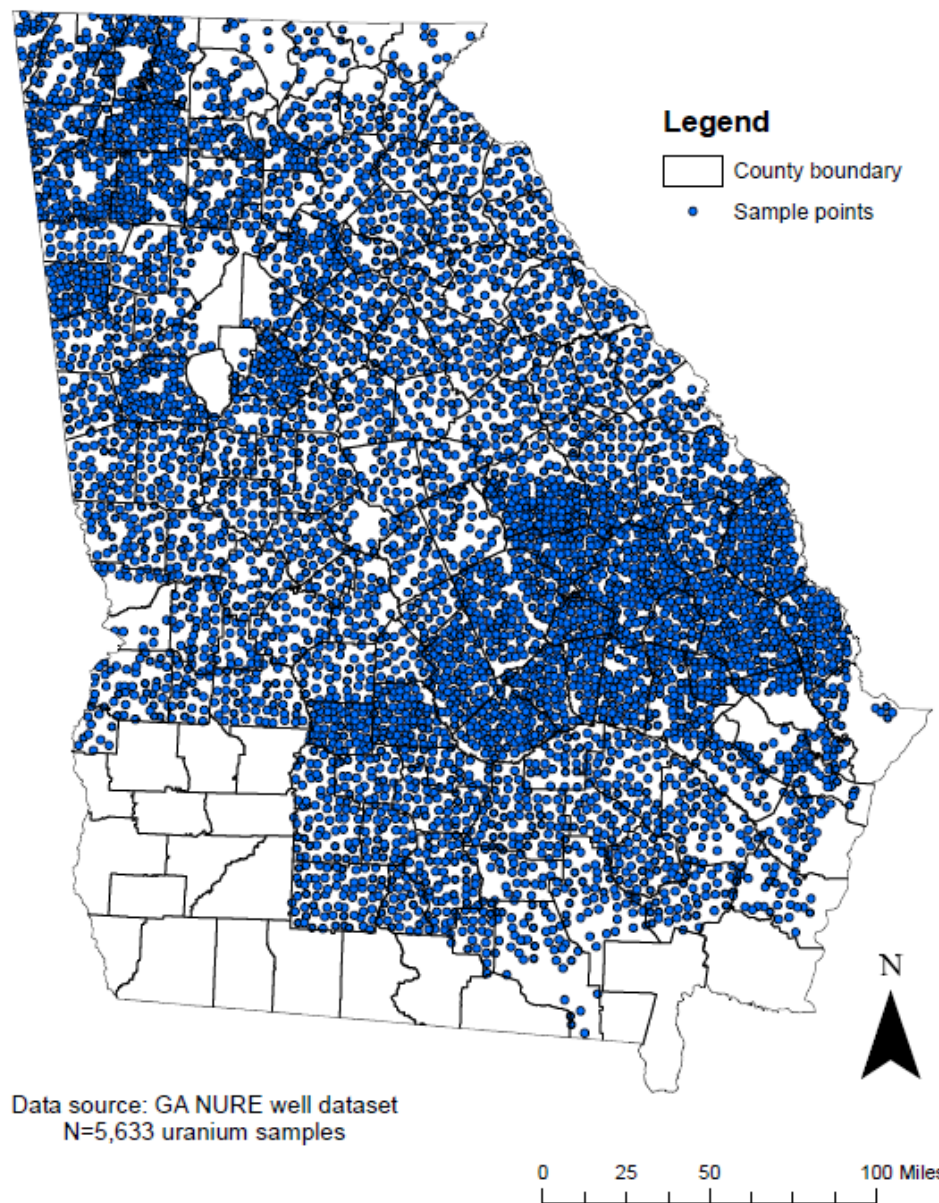 Legend
County boundary
Sample points
N
Data source: GA NURE well dataset
N=5,633 uranium samples
0 25 50 100 Miles